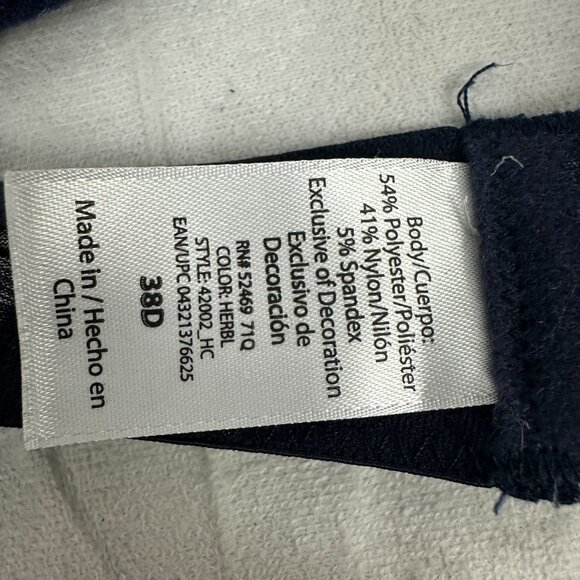 Body/Cuerpo:
54% Polyester/Poliéster
41% Nylon/Nilón
5% Spandex
Exclusive of Decoration
Exclusivo de
Decoración
RN# 52469 71Q
COLOR: HERBL
STYLE: 42002_HC
EAN/UPC 04321376625
38D
Made in / Hecho en
China